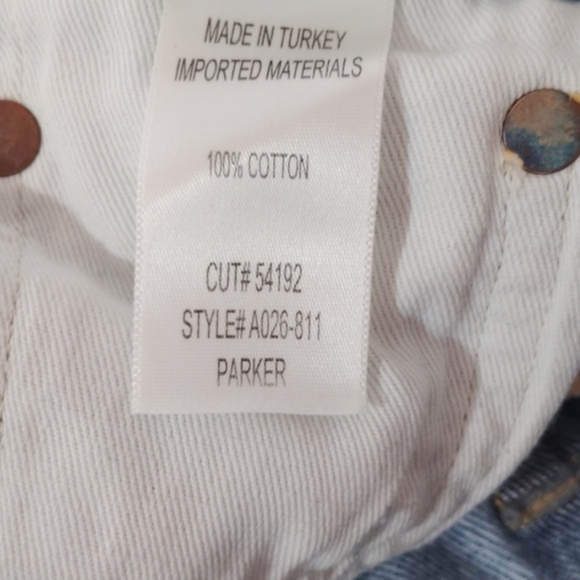 MADE IN TURKEY
IMPORTED MATERIALS
100% COTTON
CUT# 54192
STYLE# A026-811
PARKER